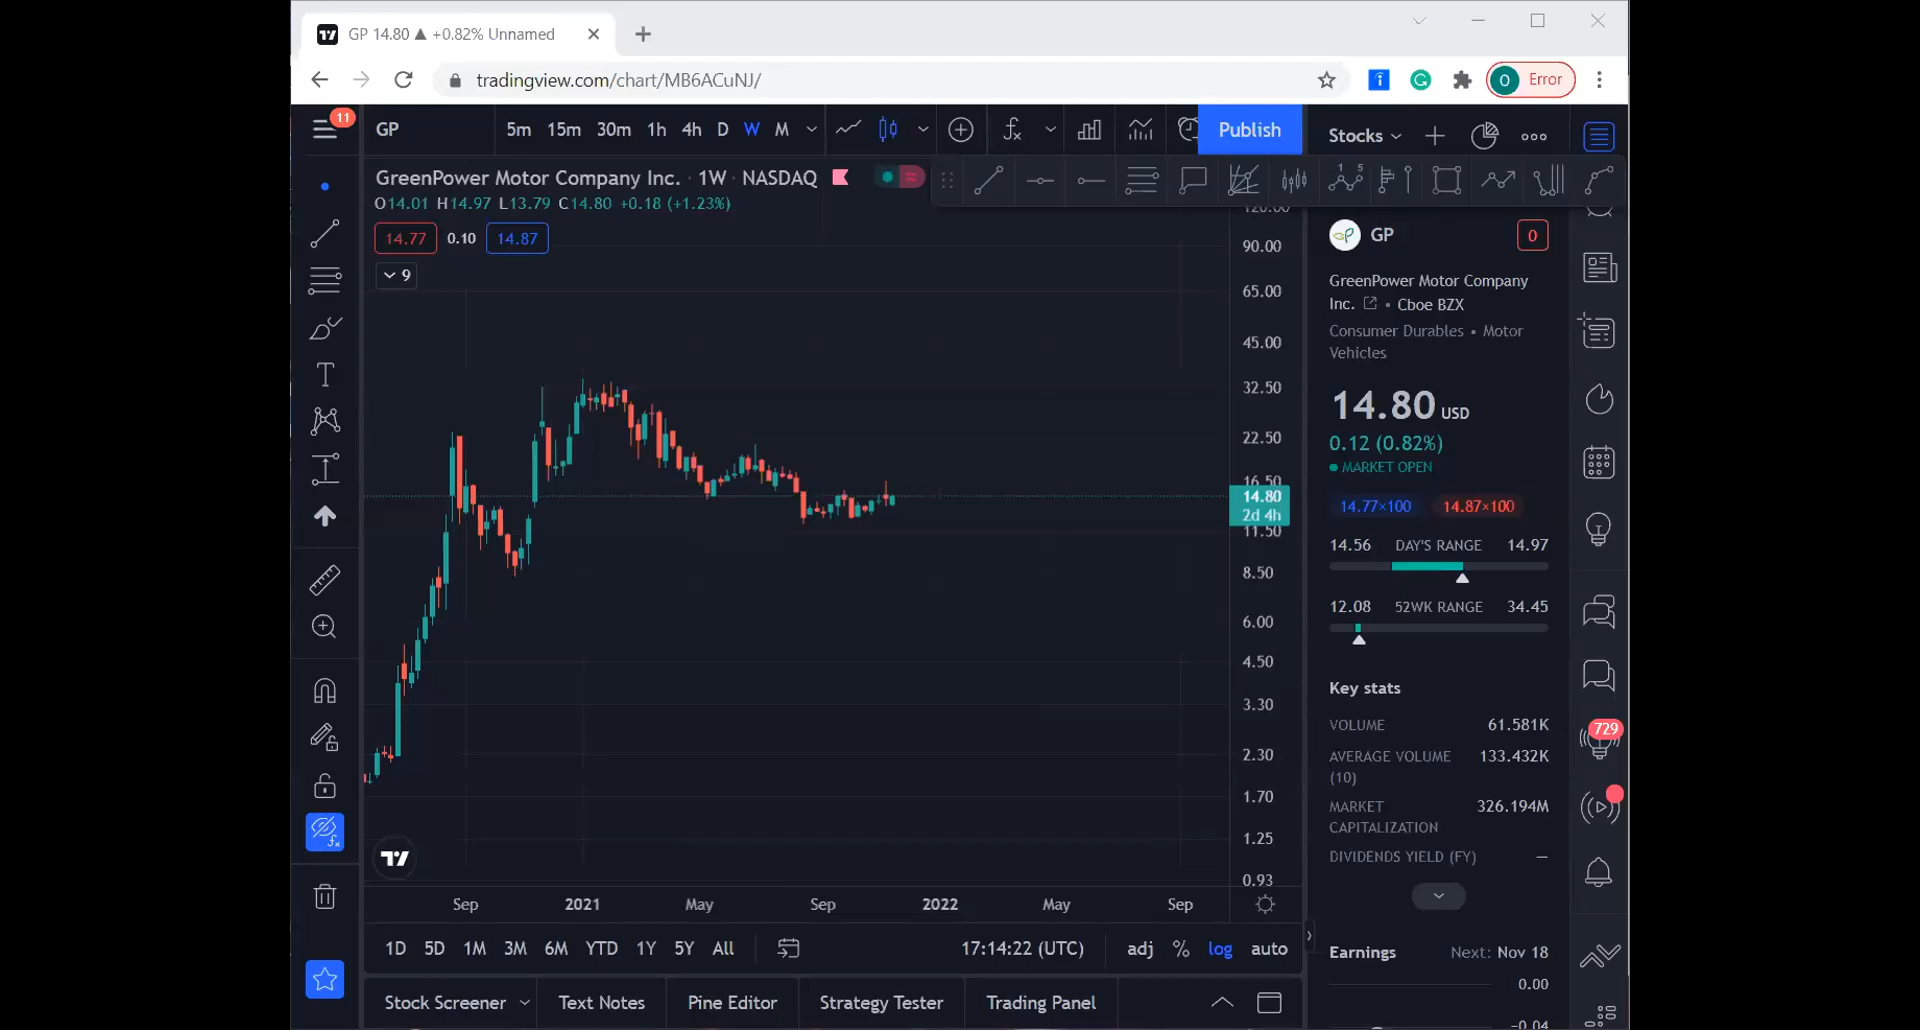 GP 14.80 ▲ +0.82% Unnamed
tradingview.com/chart/MB6ACuNJ/
O Error
11
GP 5m 15m 30m 1h 4h D W M
Publish
Stocks
GreenPower Motor Company Inc. · 1W · NASDAQ
O14.01 H14.97 L13.79 C14.80 +0.18 (+1.23%)
14.77 0.10 14.87
9
120.00
90.00
65.00
45.00
32.50
22.50
16.50
14.80
2d 4h
11.50
8.50
6.00
4.50
3.30
2.30
1.70
1.25
0.93
Sep 2021 May Sep 2022 May Sep
1D 5D 1M 3M 6M YTD 1Y 5Y All
17:14:22 (UTC) adj % log auto
Stock Screener Text Notes Pine Editor Strategy Tester Trading Panel
GP 0
GreenPower Motor Company
Inc. • Cboe BZX
Consumer Durables • Motor
Vehicles
14.80 USD
0.12 (0.82%)
MARKET OPEN
14.77×100 14.87×100
14.56 DAY'S RANGE 14.97
12.08 52WK RANGE 34.45
Key stats
VOLUME 61.581K
AVERAGE VOLUME 133.432K
(10)
MARKET 326.194M
CAPITALIZATION
DIVIDENDS YIELD (FY) —
Earnings Next: Nov 18
0.00
-0.04
729